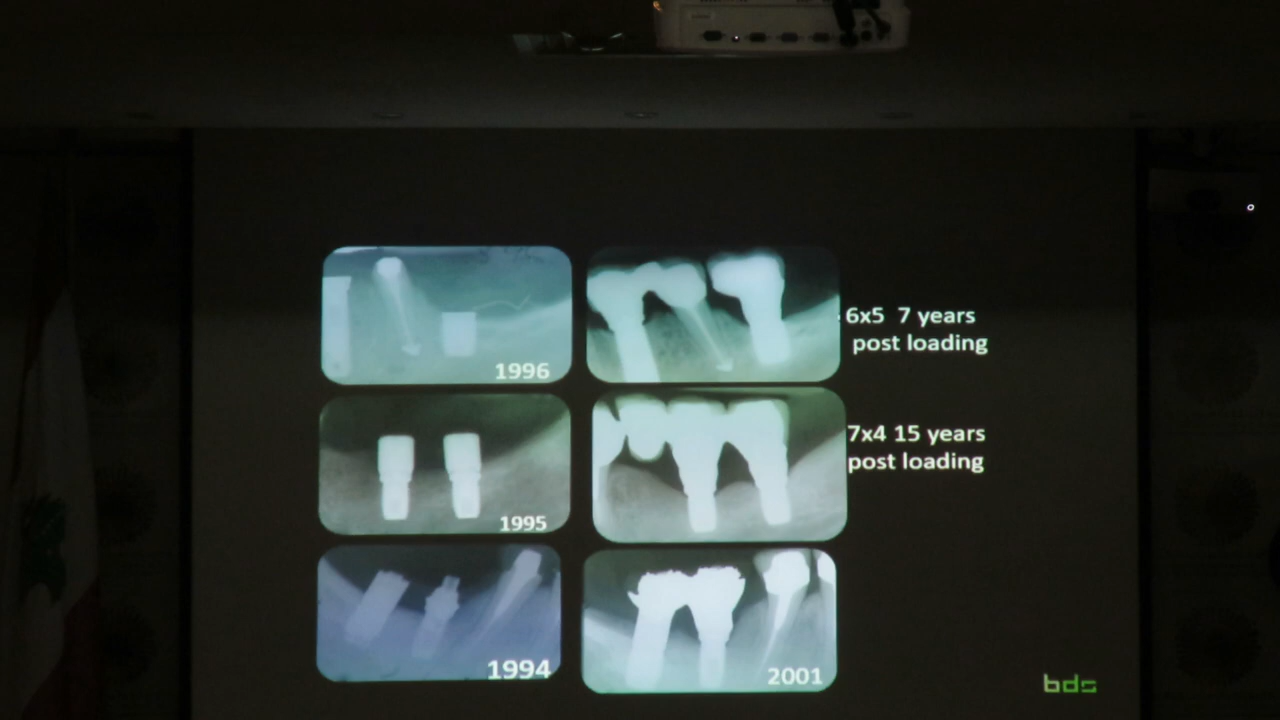 1996
6x5 7 years
post loading
1995
7x4 15 years
post loading
1994
2001
bds